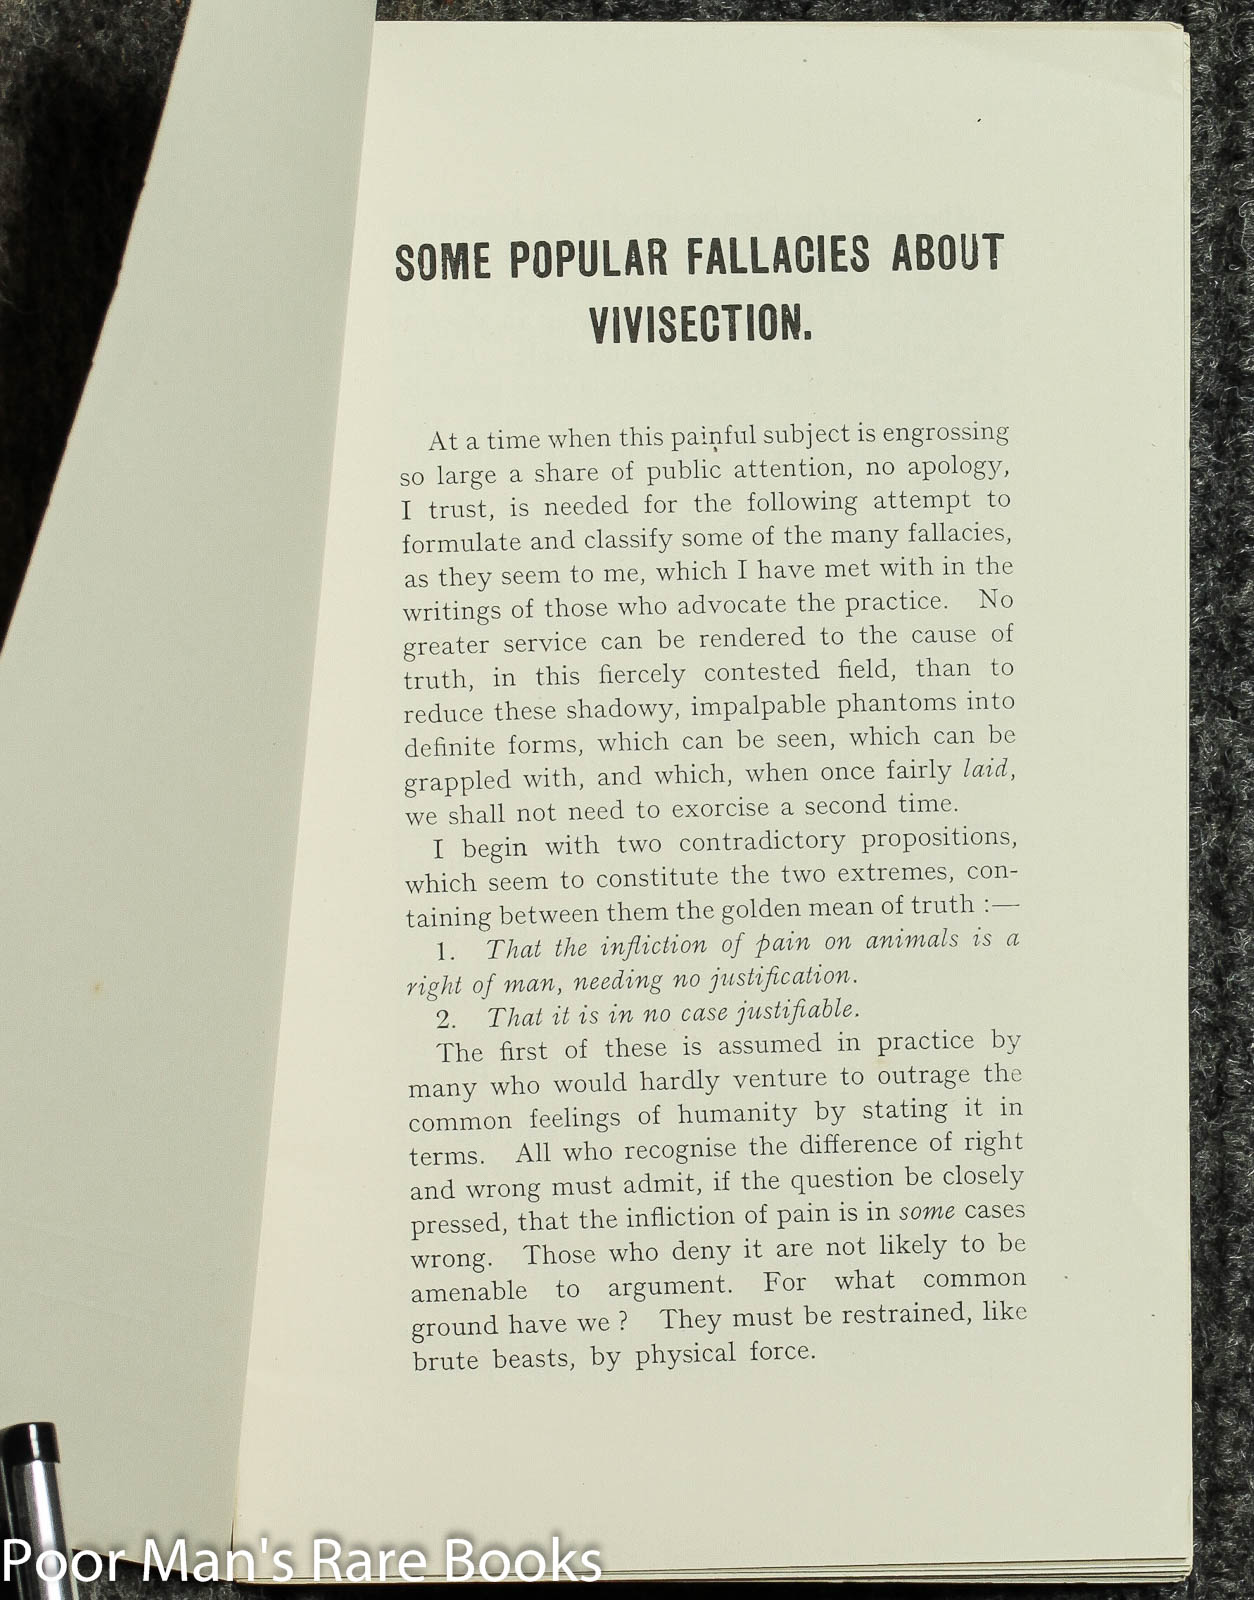 SOME POPULAR FALLACIES ABOUT
VIVISECTION.
At a time when this painful subject is engrossing
so large a share of public attention, no apology,
I trust, is needed for the following attempt to
formulate and classify some of the many fallacies,
as they seem to me, which I have met with in the
writings of those who advocate the practice. No
greater service can be rendered to the cause of
truth, in this fiercely contested field, than to
reduce these shadowy, impalpable phantoms into
definite forms, which can be seen, which can be
grappled with, and which, when once fairly laid,
we shall not need to exorcise a second time.
I begin with two contradictory propositions,
which seem to constitute the two extremes, con-
taining between them the golden mean of truth :—
1. That the infliction of pain on animals is a
right of man, needing no justification.
2. That it is in no case justifiable.
The first of these is assumed in practice by
many who would hardly venture to outrage the
common feelings of humanity by stating it in
terms. All who recognise the difference of right
and wrong must admit, if the question be closely
pressed, that the infliction of pain is in some cases
wrong. Those who deny it are not likely to be
amenable to argument. For what common
ground have we ? They must be restrained, like
brute beasts, by physical force.
Poor Man's Rare Books